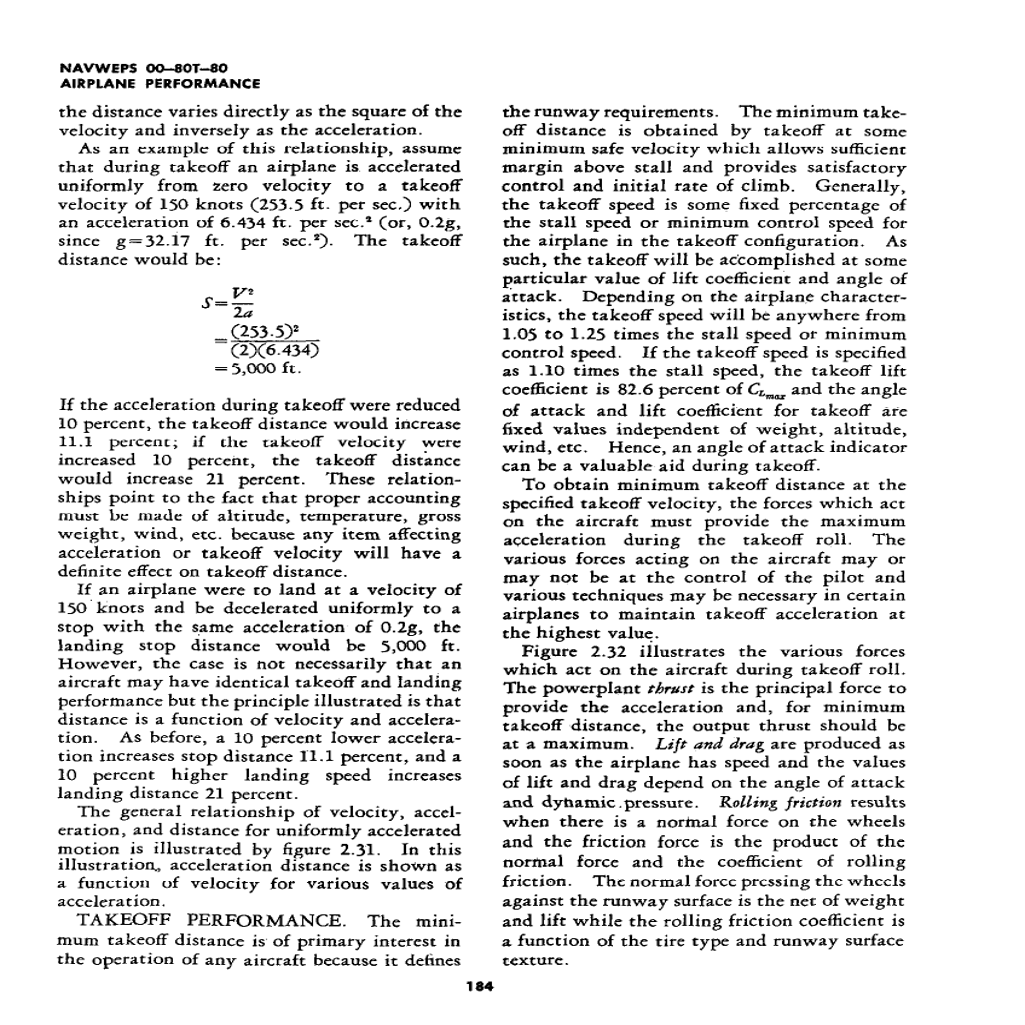 NAVWEPS 00–80T–80
AIRPLANE PERFORMANCE
the distance varies directly as the square of the
velocity and inversely as the acceleration.
As an example of this relationship, assume
that during takeoff an airplane is accelerated
uniformly from zero velocity to a takeoff
velocity of 150 knots (253.5 ft. per sec.) with
an acceleration of 6.434 ft. per sec.² (or, 0.2g,
since g=32.17 ft. per sec.²). The takeoff
distance would be:
S= V²/2a
= (253.5)²/(2)(6.434)
= 5,000 ft.
If the acceleration during takeoff were reduced
10 percent, the takeoff distance would increase
11.1 percent; if the takeoff velocity were
increased 10 percent, the takeoff distance
would increase 21 percent. These relation-
ships point to the fact that proper accounting
must be made of altitude, temperature, gross
weight, wind, etc. because any item affecting
acceleration or takeoff velocity will have a
definite effect on takeoff distance.
If an airplane were to land at a velocity of
150 knots and be decelerated uniformly to a
stop with the same acceleration of 0.2g, the
landing stop distance would be 5,000 ft.
However, the case is not necessarily that an
aircraft may have identical takeoff and landing
performance but the principle illustrated is that
distance is a function of velocity and accelera-
tion. As before, a 10 percent lower accelera-
tion increases stop distance 11.1 percent, and a
10 percent higher landing speed increases
landing distance 21 percent.
The general relationship of velocity, accel-
eration, and distance for uniformly accelerated
motion is illustrated by figure 2.31. In this
illustration, acceleration distance is shown as
a function of velocity for various values of
acceleration.
TAKEOFF PERFORMANCE. The mini-
mum takeoff distance is of primary interest in
the operation of any aircraft because it defines
the runway requirements. The minimum take-
off distance is obtained by takeoff at some
minimum safe velocity which allows sufficient
margin above stall and provides satisfactory
control and initial rate of climb. Generally,
the takeoff speed is some fixed percentage of
the stall speed or minimum control speed for
the airplane in the takeoff configuration. As
such, the takeoff will be accomplished at some
particular value of lift coefficient and angle of
attack. Depending on the airplane character-
istics, the takeoff speed will be anywhere from
1.05 to 1.25 times the stall speed or minimum
control speed. If the takeoff speed is specified
as 1.10 times the stall speed, the takeoff lift
coefficient is 82.6 percent of CLmax and the angle
of attack and lift coefficient for takeoff are
fixed values independent of weight, altitude,
wind, etc. Hence, an angle of attack indicator
can be a valuable aid during takeoff.
To obtain minimum takeoff distance at the
specified takeoff velocity, the forces which act
on the aircraft must provide the maximum
acceleration during the takeoff roll. The
various forces acting on the aircraft may or
may not be at the control of the pilot and
various techniques may be necessary in certain
airplanes to maintain takeoff acceleration at
the highest value.
Figure 2.32 illustrates the various forces
which act on the aircraft during takeoff roll.
The powerplant thrust is the principal force to
provide the acceleration and, for minimum
takeoff distance, the output thrust should be
at a maximum. Lift and drag are produced as
soon as the airplane has speed and the values
of lift and drag depend on the angle of attack
and dynamic pressure. Rolling friction results
when there is a normal force on the wheels
and the friction force is the product of the
normal force and the coefficient of rolling
friction. The normal force pressing the wheels
against the runway surface is the net of weight
and lift while the rolling friction coefficient is
a function of the tire type and runway surface
texture.
184